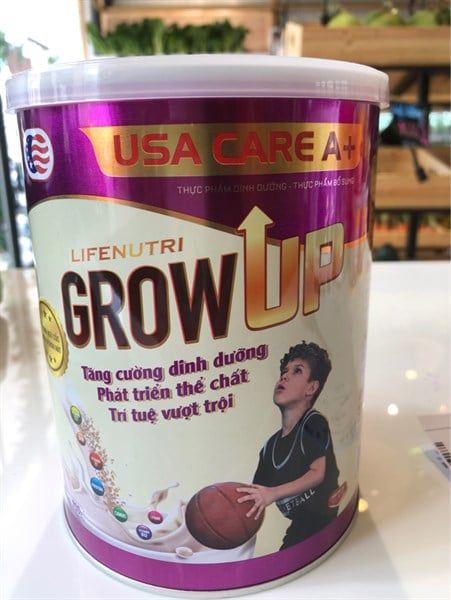 USA CARE A+
THỰC PHẨM DINH DƯỠNG - THỰC PHẨM BỔ SUNG
LIFENUTRI
GROW UP
Tăng cường dinh dưỡng
Phát triển thể chất
Trí tuệ vượt trội